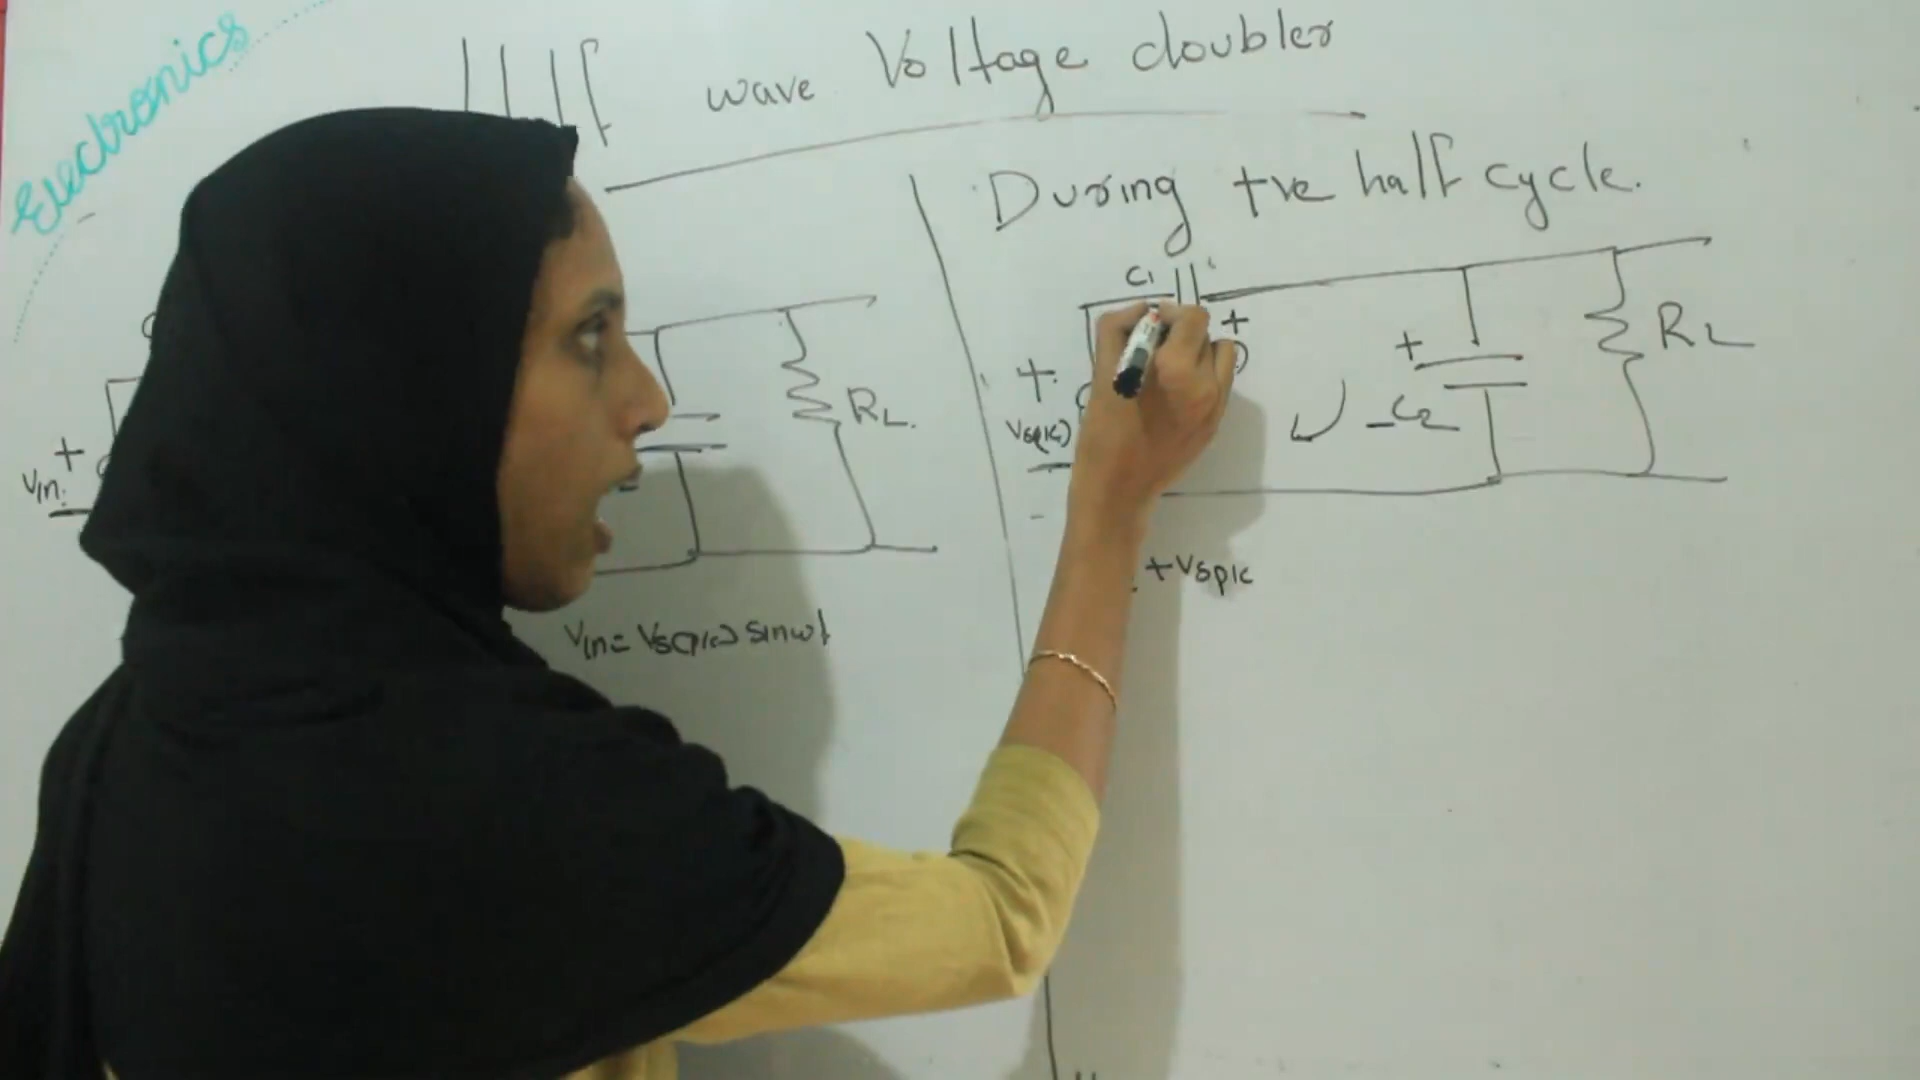 Electronics
wave Voltage doubler
During +ve half cycle.
C1
+
+
RL
+
Vs(pk)
- C2
-
+Vspk
RL.
+
Vin.
Vin = Vs(pk) sinωt